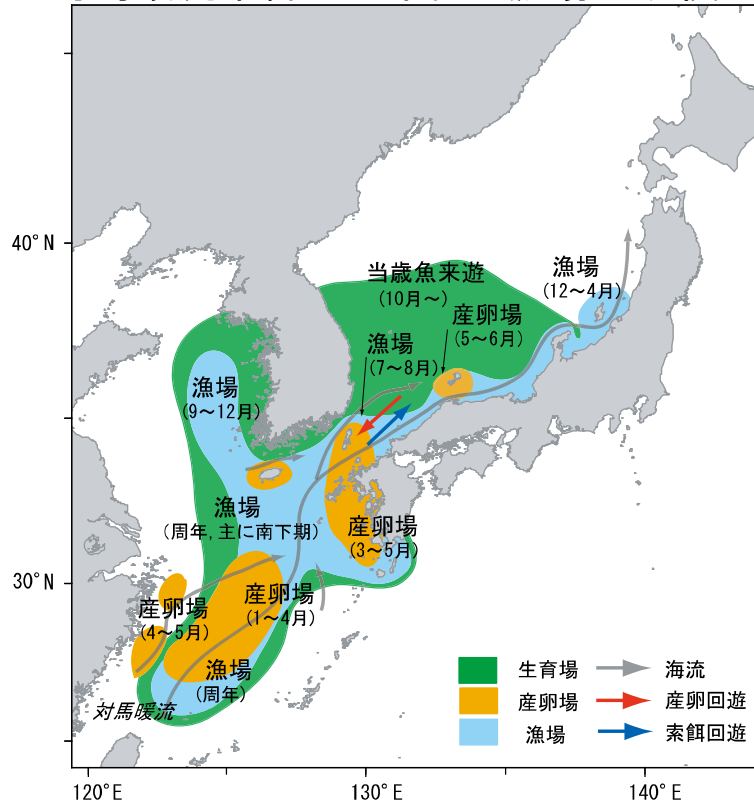 40°N
30°N
120°E
130°E
140°E
当歳魚来遊
(10月～)
漁場
(12～4月)
産卵場
(5～6月)
漁場
(7～8月)
漁場
(9～12月)
漁場
(周年, 主に南下期)
産卵場
(3～5月)
産卵場
(4～5月)
産卵場
(1～4月)
漁場
(周年)
対馬暖流
生育場
海流
産卵場
産卵回遊
漁場
索餌回遊